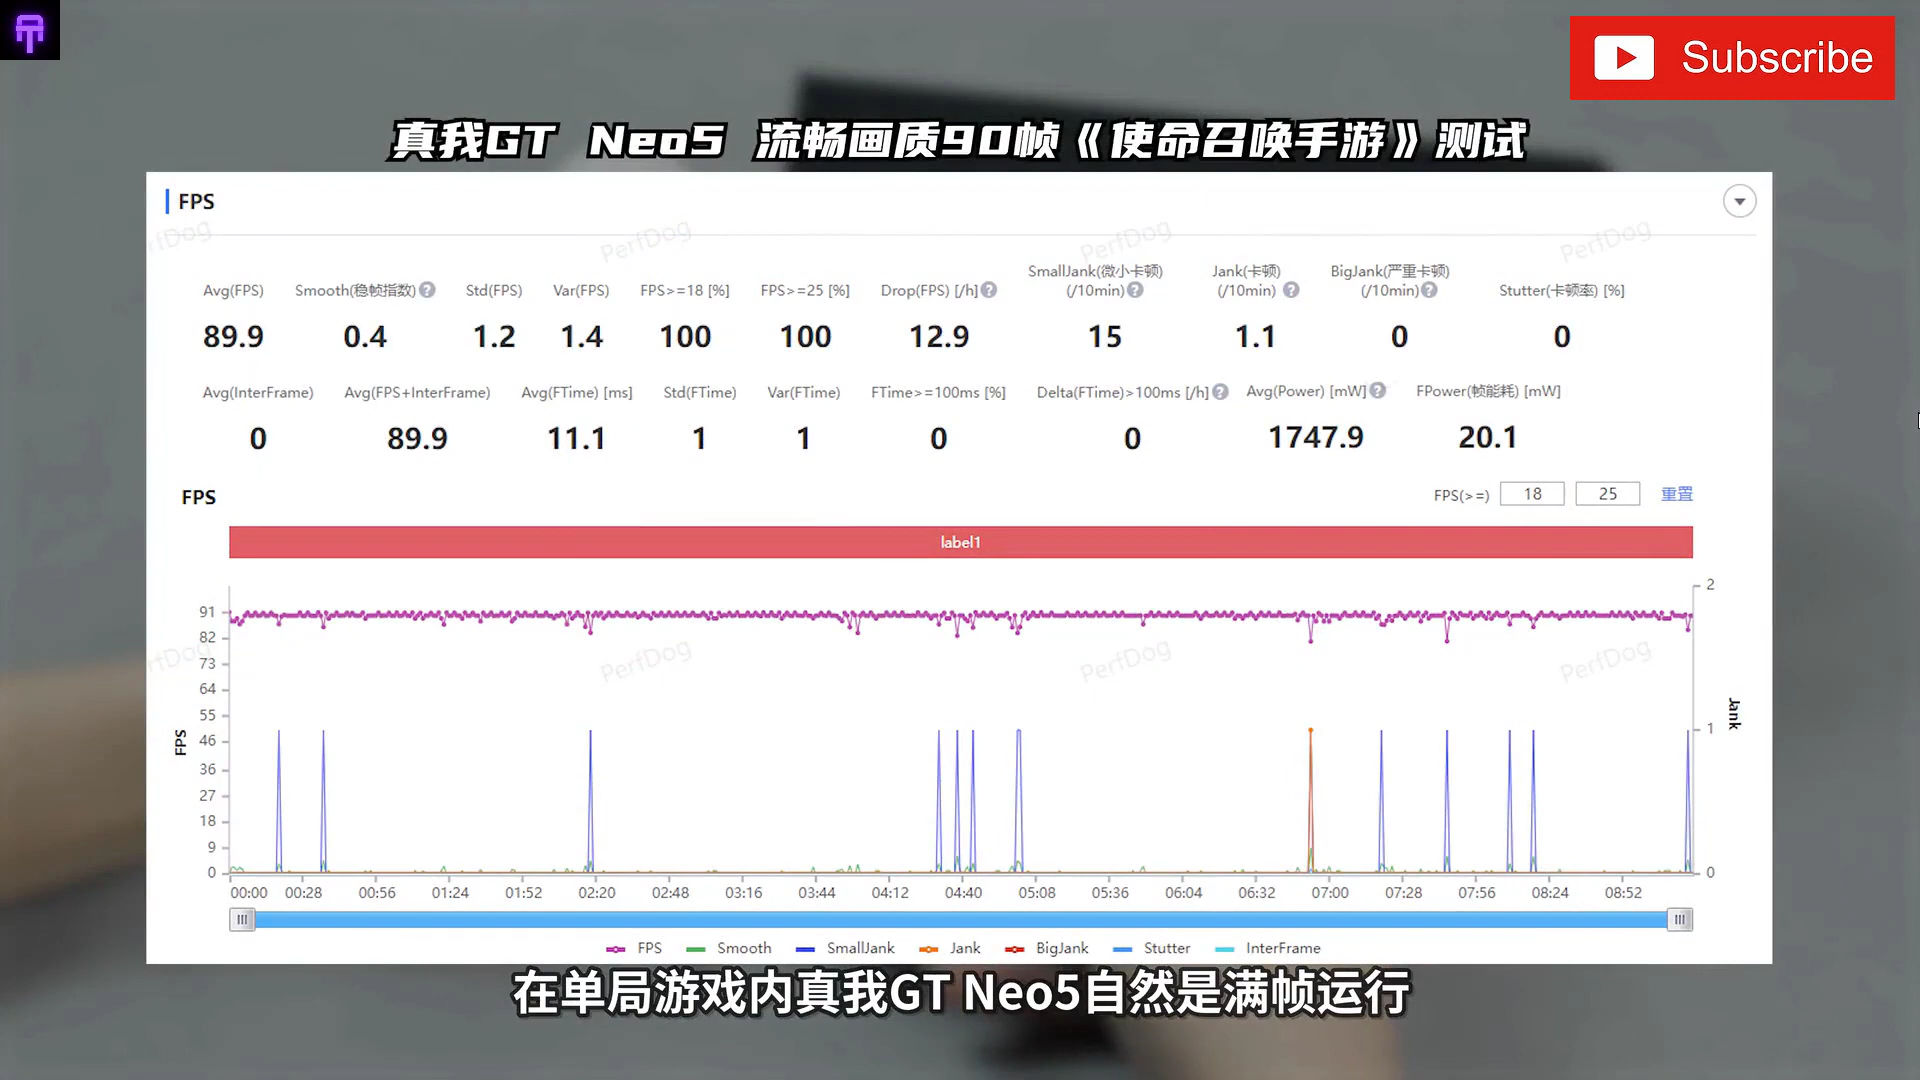 Subscribe
真我GT Neo5 流畅画质90帧《使命召唤手游》测试
FPS
PerfDog PerfDog PerfDog PerfDog
Avg(FPS) Smooth(稳帧指数) Std(FPS) Var(FPS) FPS>=18 [%] FPS>=25 [%] Drop(FPS) [/h] SmallJank(微小卡顿)(/10min) Jank(卡顿)(/10min) BigJank(严重卡顿)(/10min) Stutter(卡顿率) [%]
89.9 0.4 1.2 1.4 100 100 12.9 15 1.1 0 0
Avg(InterFrame) Avg(FPS+InterFrame) Avg(FTime) [ms] Std(FTime) Var(FTime) FTime>=100ms [%] Delta(FTime)>100ms [/h] Avg(Power) [mW] FPower(帧能耗) [mW]
0 89.9 11.1 1 1 0 0 1747.9 20.1
FPS
FPS(>=) 18 25 重置
label1
91
82
73
64
55
46
36
27
18
9
0
FPS
2
1
0
Jank
PerfDog PerfDog PerfDog PerfDog
00:00 00:28 00:56 01:24 01:52 02:20 02:48 03:16 03:44 04:12 04:40 05:08 05:36 06:04 06:32 07:00 07:28 07:56 08:24 08:52
FPS Smooth SmallJank Jank BigJank Stutter InterFrame
在单局游戏内真我GT Neo5自然是满帧运行